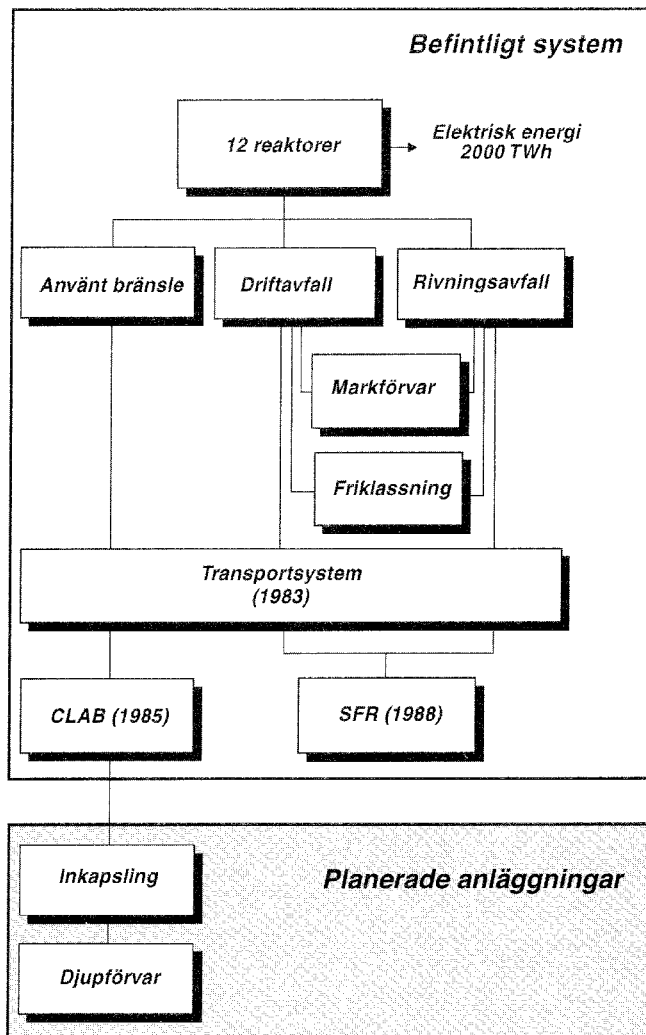 Befintligt system
12 reaktorer
Elektrisk energi
2000 TWh
Använt bränsle
Driftavfall
Rivningsavfall
Markförvar
Friklassning
Transportsystem
(1983)
CLAB (1985)
SFR (1988)
Inkapsling
Planerade anläggningar
Djupförvar